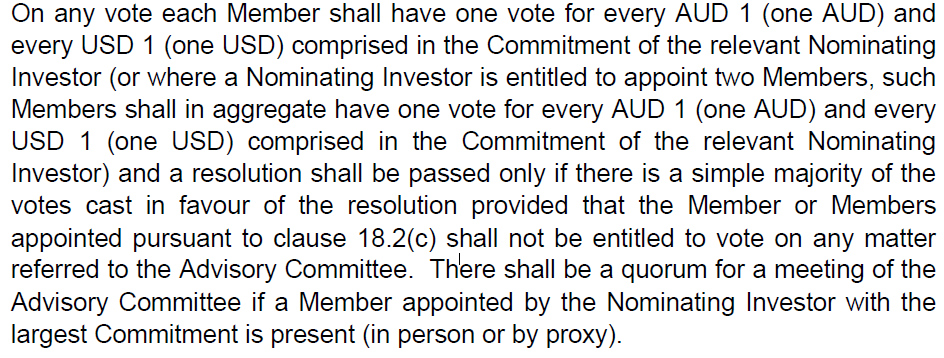 On any vote each Member shall have one vote for every AUD 1 (one AUD) and
every USD 1 (one USD) comprised in the Commitment of the relevant Nominating
Investor (or where a Nominating Investor is entitled to appoint two Members, such
Members shall in aggregate have one vote for every AUD 1 (one AUD) and every
USD 1 (one USD) comprised in the Commitment of the relevant Nominating
Investor) and a resolution shall be passed only if there is a simple majority of the
votes cast in favour of the resolution provided that the Member or Members
appointed pursuant to clause 18.2(c) shall not be entitled to vote on any matter
referred to the Advisory Committee.  There shall be a quorum for a meeting of the
Advisory Committee if a Member appointed by the Nominating Investor with the
largest Commitment is present (in person or by proxy).